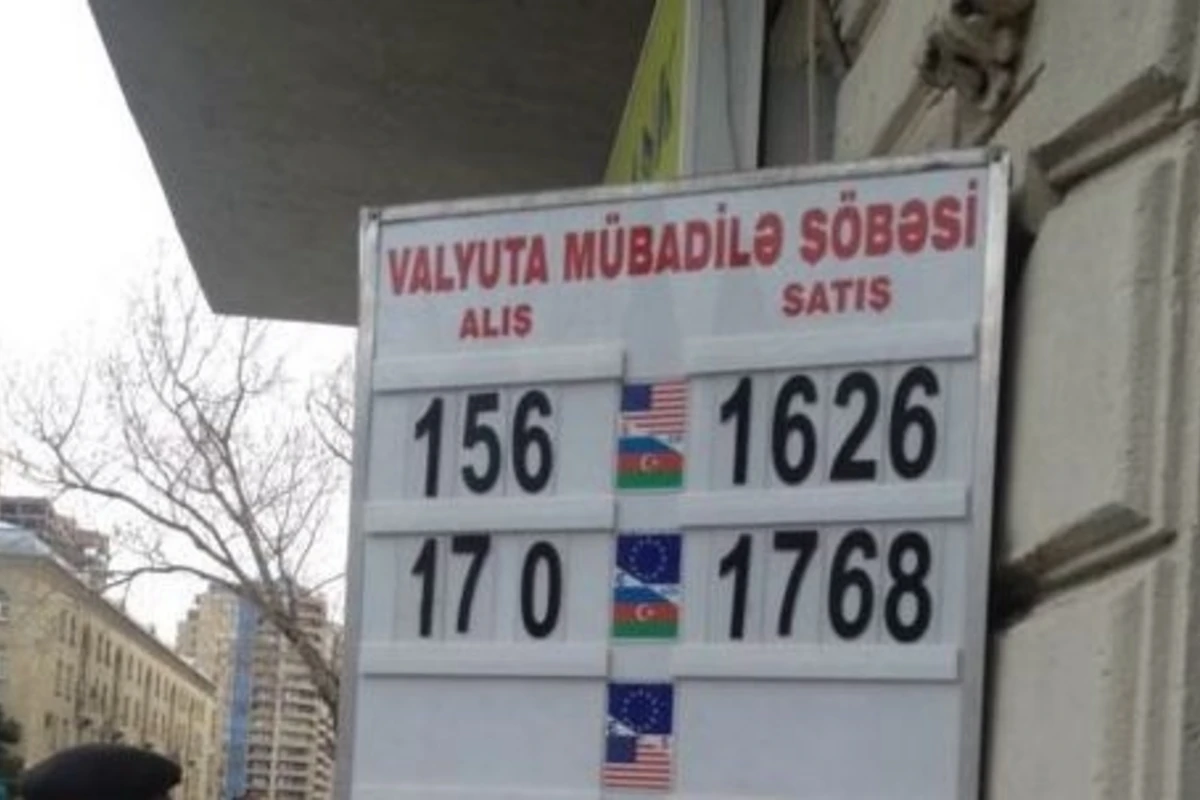 VALYUTA MÜBADİLƏ ŞÖBƏSİ
ALIŞ SATIŞ
156 1626
170 1768